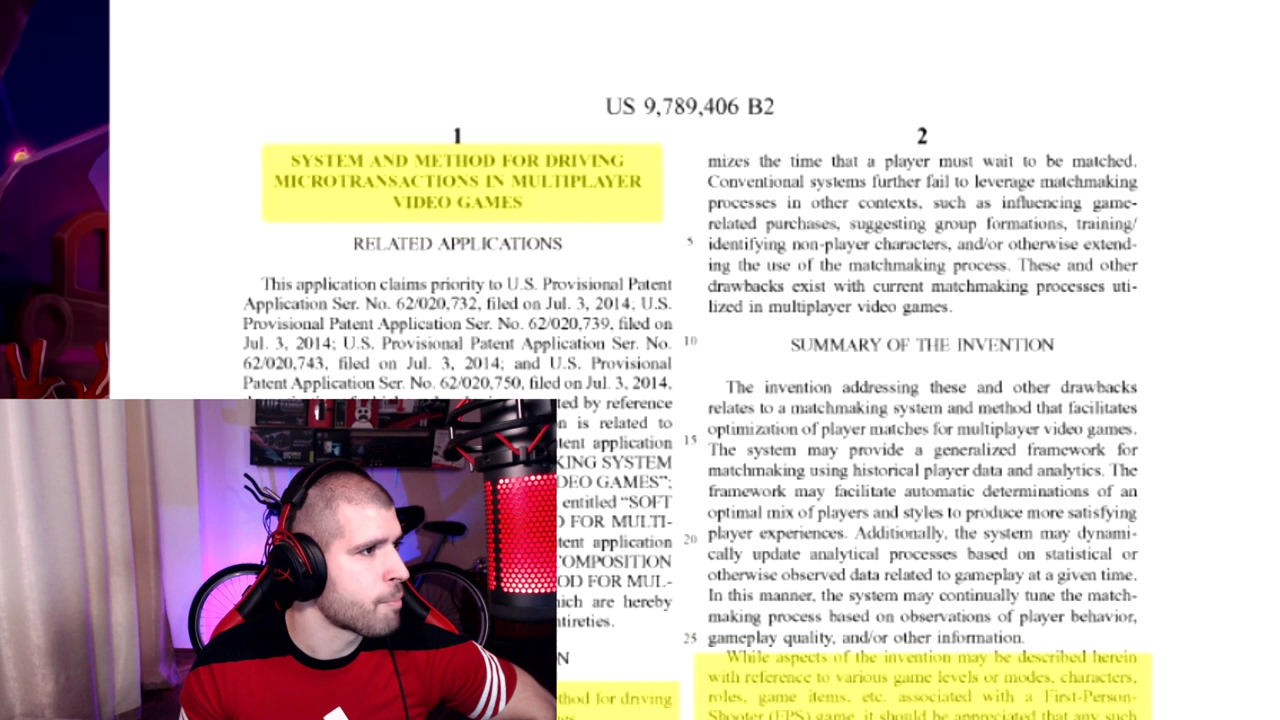 US 9,789,406 B2
1
SYSTEM AND METHOD FOR DRIVING
MICROTRANSACTIONS IN MULTIPLAYER
VIDEO GAMES
RELATED APPLICATIONS
This application claims priority to U.S. Provisional Patent
Application Ser. No. 62/020,732, filed on Jul. 3, 2014; U.S.
Provisional Patent Application Ser. No. 62/020,739, filed on
Jul. 3, 2014; U.S. Provisional Patent Application Ser. No.
62/020,743, filed on Jul. 3, 2014; and U.S. Provisional
Patent Application Ser. No. 62/020,750, filed on Jul. 3, 2014,
ted by reference
n is related to
tent application
KING SYSTEM
DEO GAMES”;
entitled “SOFT
D FOR MULTI-
tent application
COMPOSITION
OD FOR MUL-
ich are hereby
tireties.
N
thod for driving
5
10
15
20
25
2
mizes the time that a player must wait to be matched.
Conventional systems further fail to leverage matchmaking
processes in other contexts, such as influencing game-
related purchases, suggesting group formations, training/
identifying non-player characters, and/or otherwise extend-
ing the use of the matchmaking process. These and other
drawbacks exist with current matchmaking processes uti-
lized in multiplayer video games.
SUMMARY OF THE INVENTION
The invention addressing these and other drawbacks
relates to a matchmaking system and method that facilitates
optimization of player matches for multiplayer video games.
The system may provide a generalized framework for
matchmaking using historical player data and analytics. The
framework may facilitate automatic determinations of an
optimal mix of players and styles to produce more satisfying
player experiences. Additionally, the system may dynami-
cally update analytical processes based on statistical or
otherwise observed data related to gameplay at a given time.
In this manner, the system may continually tune the match-
making process based on observations of player behavior,
gameplay quality, and/or other information.
While aspects of the invention may be described herein
with reference to various game levels or modes, characters,
roles, game items, etc. associated with a First-Person-
Shooter (FPS) game, it should be appreciated that any such